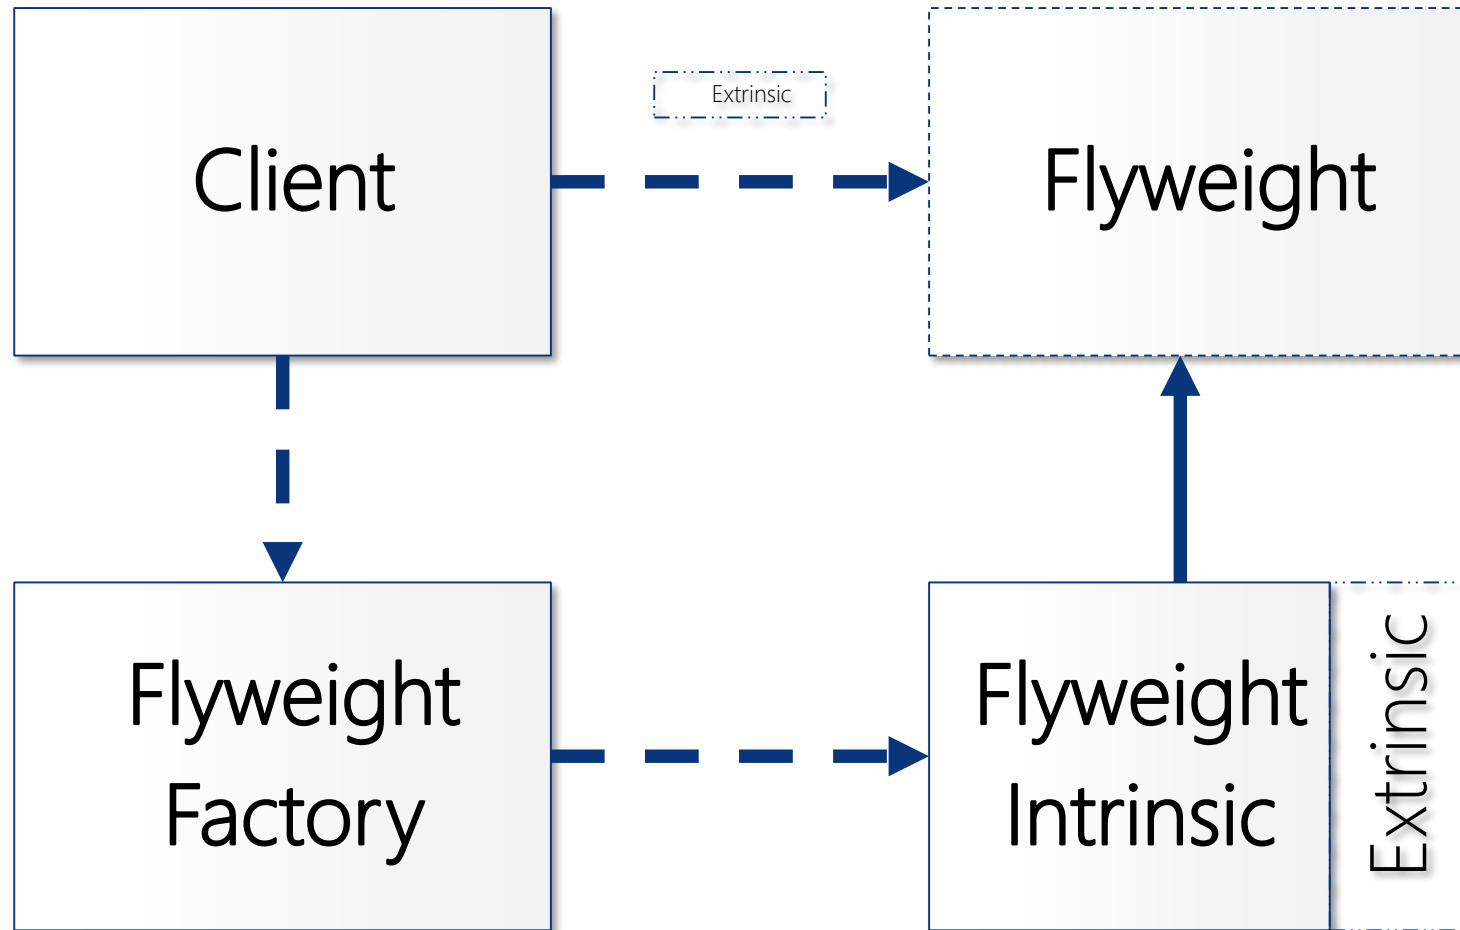 Client
Extrinsic
Flyweight
Flyweight
Factory
Flyweight
Intrinsic
Extrinsic